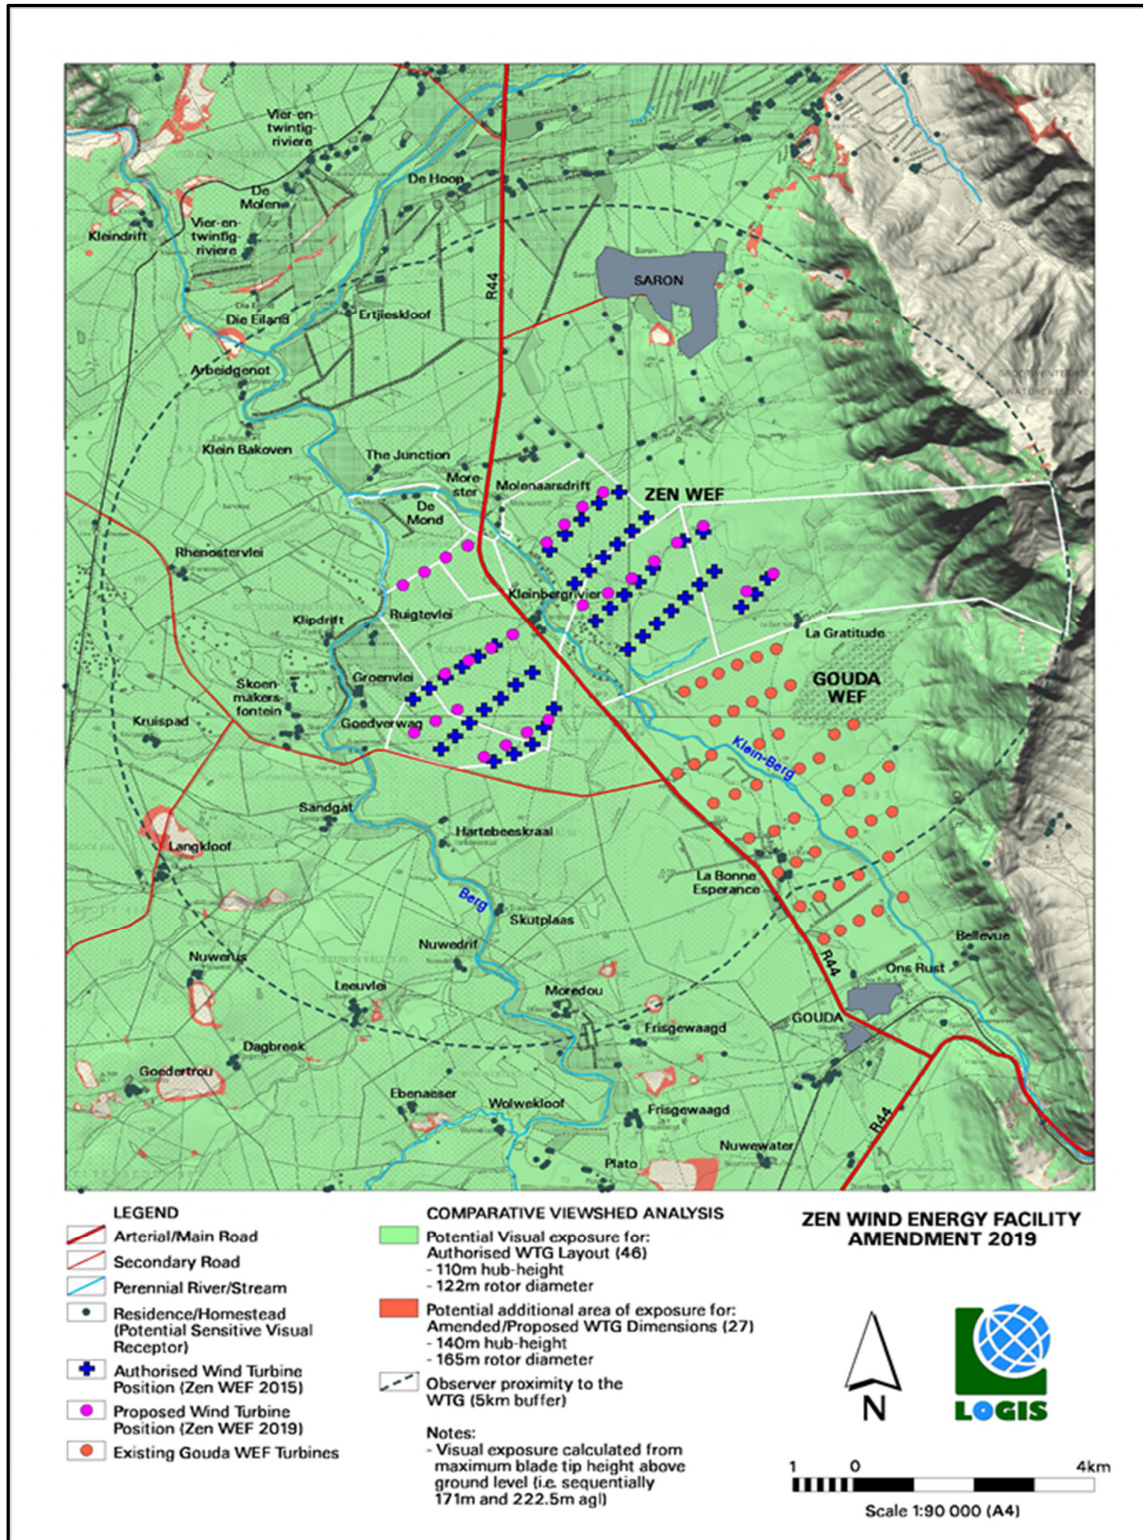 Vier-en-
twintig-
riviere
De Hoop
De
Molen
Kleindrift
Vier-en-
twintig-
riviere
R44
SARON
Die Eiland
Ertjieskloof
Arbeidgenot
Klein Bakoven
The Junction
More-
ster
Molenaarsdrift
ZEN WEF
De
Mond
Rhenostervlei
Kleinbergrivier
Ruigtevlei
Klipdrift
La Gratitude
Groenvlei
GOUDA
WEF
Skoen-
makers-
fontein
Kruispad
Goedverwag
Klein-Berg
Sandgat
Hartebeeskraal
Langkloof
La Bonne
Esperance
Berg
Skutplaas
Nuwedrif
Bellevue
Nuwerus
R44
Ons Rust
Leeuvlei
Moredou
GOUDA
Frisgewaagd
Dagbreek
Goedertrou
Ebenaeser
Wolwekloof
Frisgewaagd
R44
Nuwewater
Plato
LEGEND
Arterial/Main Road
Secondary Road
Perennial River/Stream
Residence/Homestead
(Potential Sensitive Visual
Receptor)
Authorised Wind Turbine
Position (Zen WEF 2015)
Proposed Wind Turbine
Position (Zen WEF 2019)
Existing Gouda WEF Turbines
COMPARATIVE VIEWSHED ANALYSIS
Potential Visual exposure for:
Authorised WTG Layout (46)
- 110m hub-height
- 122m rotor diameter
Potential additional area of exposure for:
Amended/Proposed WTG Dimensions (27)
- 140m hub-height
- 165m rotor diameter
Observer proximity to the
WTG (5km buffer)
Notes:
- Visual exposure calculated from
maximum blade tip height above
ground level (i.e. sequentially
171m and 222.5m agl)
ZEN WIND ENERGY FACILITY
AMENDMENT 2019
N
LOGIS
1 0 4km
Scale 1:90 000 (A4)